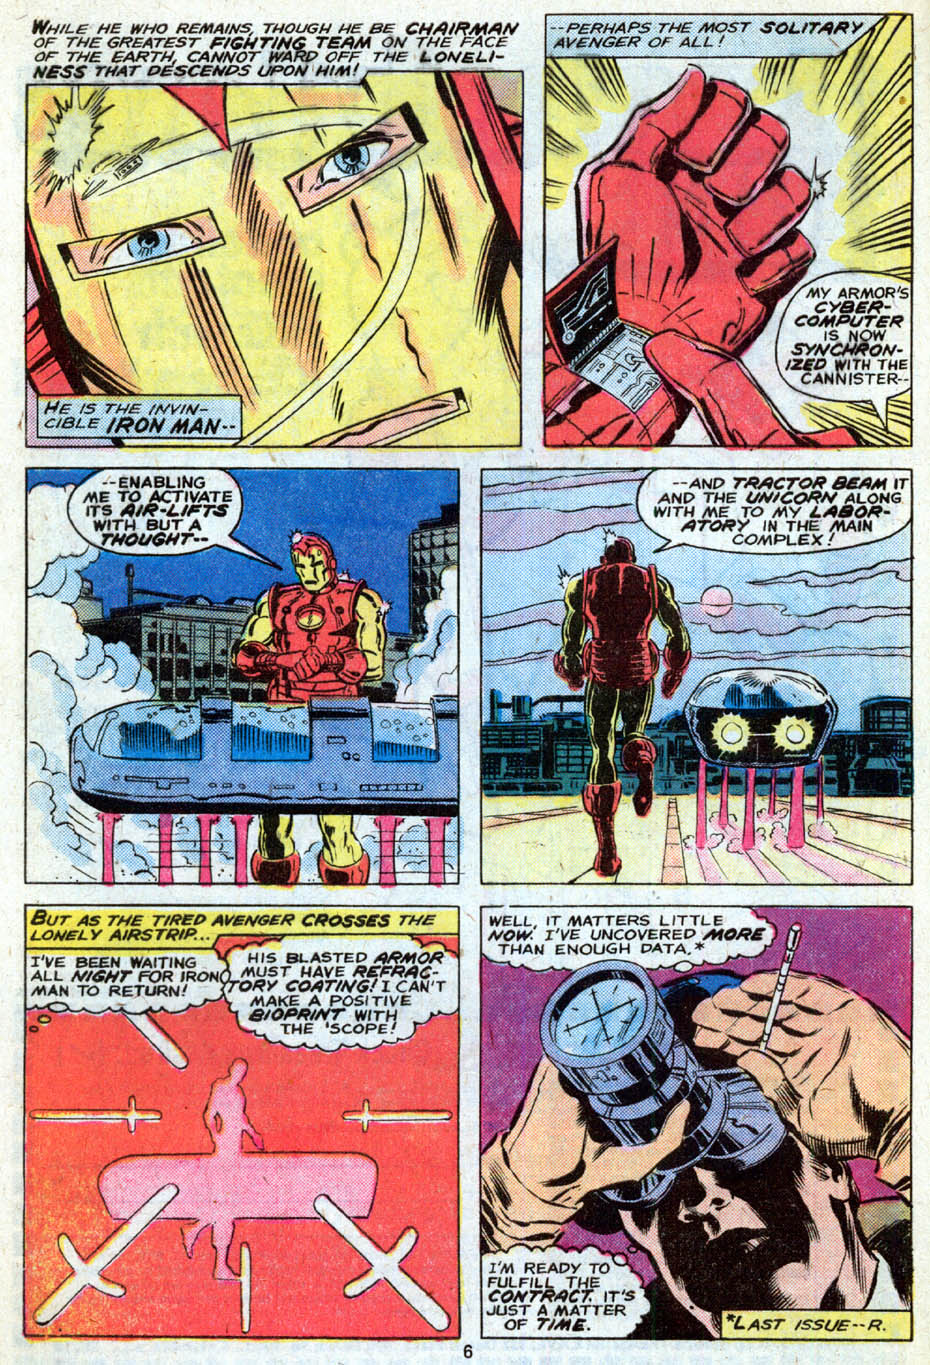 WHILE HE WHO REMAINS, THOUGH HE BE CHAIRMAN
OF THE GREATEST FIGHTING TEAM ON THE FACE
OF THE EARTH, CANNOT WARD OFF THE LONELI-
NESS THAT DESCENDS UPON HIM!
HE IS THE INVIN-
CIBLE IRON MAN--
--PERHAPS THE MOST SOLITARY
AVENGER OF ALL!
MY ARMOR'S
CYBER-
COMPUTER
IS NOW
SYNCHRON-
IZED WITH THE
CANNISTER--
--ENABLING
ME TO ACTIVATE
ITS AIR-LIFTS
WITH BUT A
THOUGHT--
--AND TRACTOR BEAM IT
AND THE UNICORN ALONG
WITH ME TO MY LABOR-
ATORY IN THE MAIN
COMPLEX!
BUT AS THE TIRED AVENGER CROSSES THE
LONELY AIRSTRIP...
I'VE BEEN WAITING
ALL NIGHT FOR IRON
MAN TO RETURN!
HIS BLASTED ARMOR
MUST HAVE REFRAC-
TORY COATING! I CAN'T
MAKE A POSITIVE
BIOPRINT WITH
THE 'SCOPE!
WELL, IT MATTERS LITTLE
NOW. I'VE UNCOVERED MORE
THAN ENOUGH DATA.*
I'M READY TO
FULFILL THE
CONTRACT. IT'S
JUST A MATTER
OF TIME.
*LAST ISSUE--R.
6